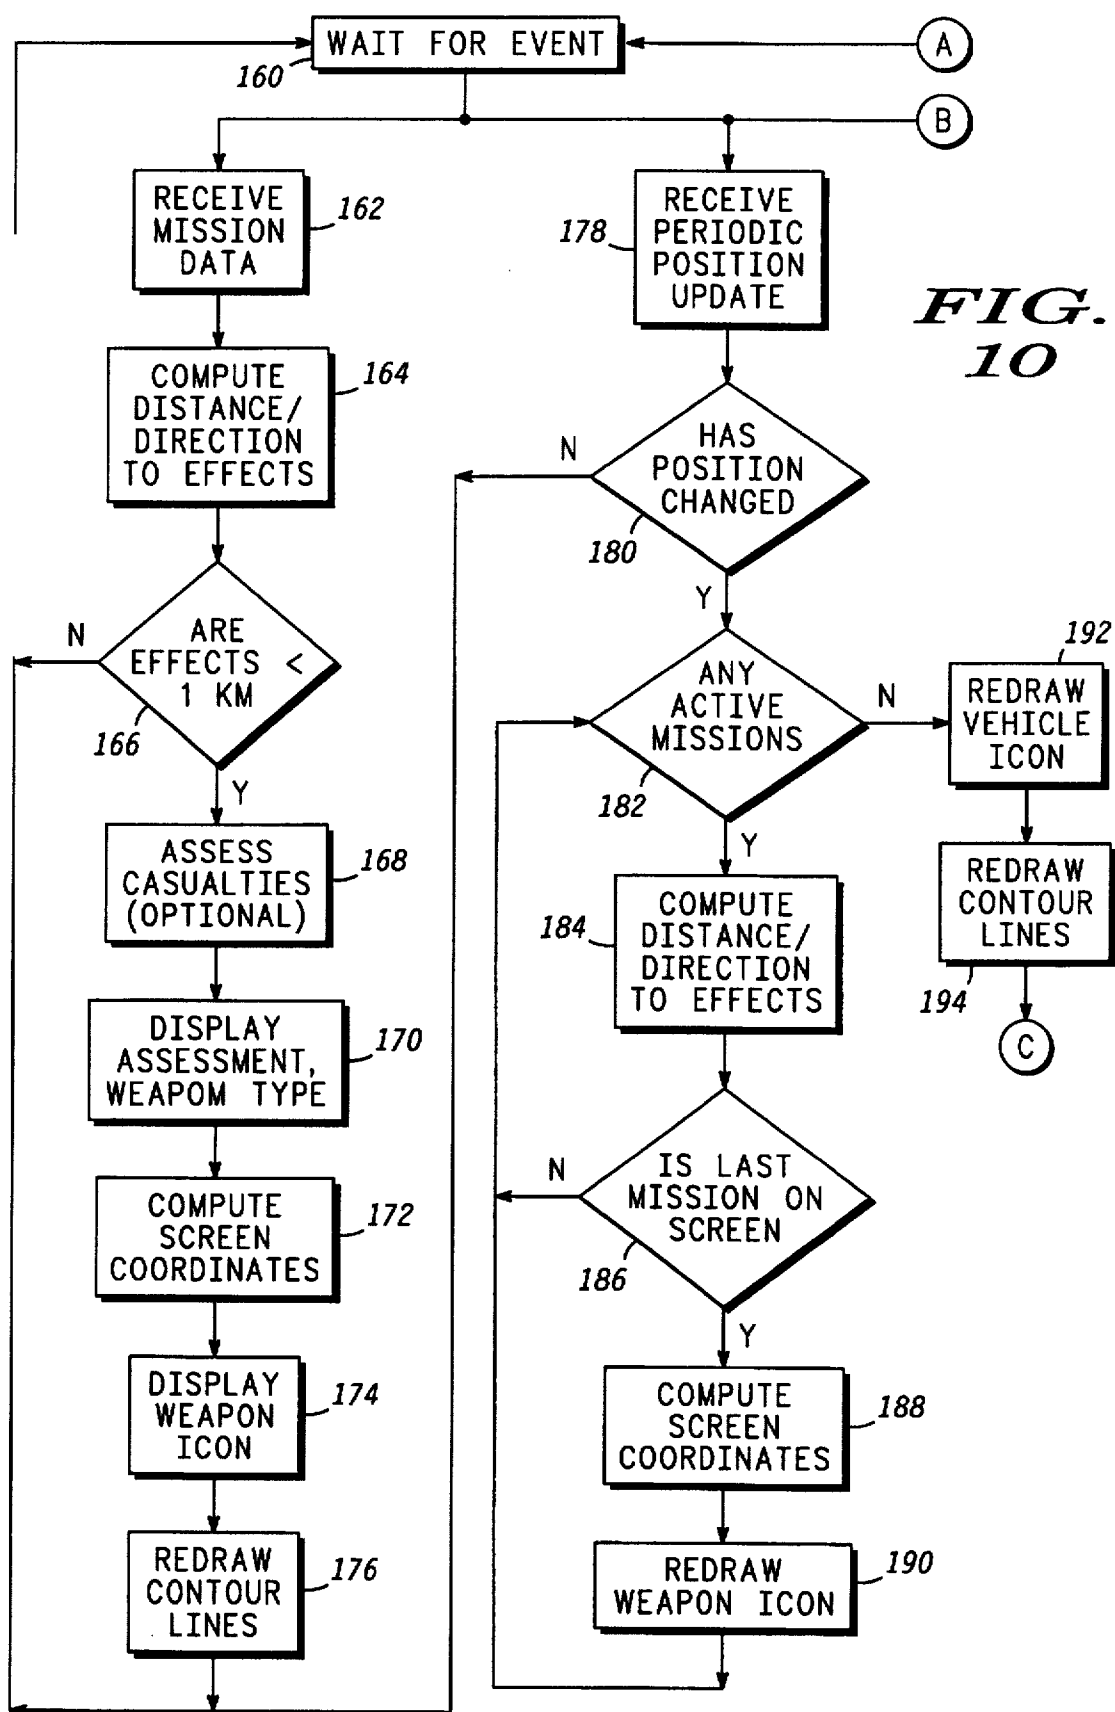 WAIT FOR EVENT
160
A
B
RECEIVE
MISSION
DATA
162
COMPUTE
DISTANCE/
DIRECTION
TO EFFECTS
164
ARE
EFFECTS <
1 KM
166
N
Y
ASSESS
CASUALTIES
(OPTIONAL)
168
DISPLAY
ASSESSMENT,
WEAPOM TYPE
170
COMPUTE
SCREEN
COORDINATES
172
DISPLAY
WEAPON
ICON
174
REDRAW
CONTOUR
LINES
176
RECEIVE
PERIODIC
POSITION
UPDATE
178
FIG.
10
HAS
POSITION
CHANGED
180
N
Y
ANY
ACTIVE
MISSIONS
182
N
Y
REDRAW
VEHICLE
ICON
192
REDRAW
CONTOUR
LINES
194
C
COMPUTE
DISTANCE/
DIRECTION
TO EFFECTS
184
IS LAST
MISSION ON
SCREEN
186
N
Y
COMPUTE
SCREEN
COORDINATES
188
REDRAW
WEAPON ICON
190